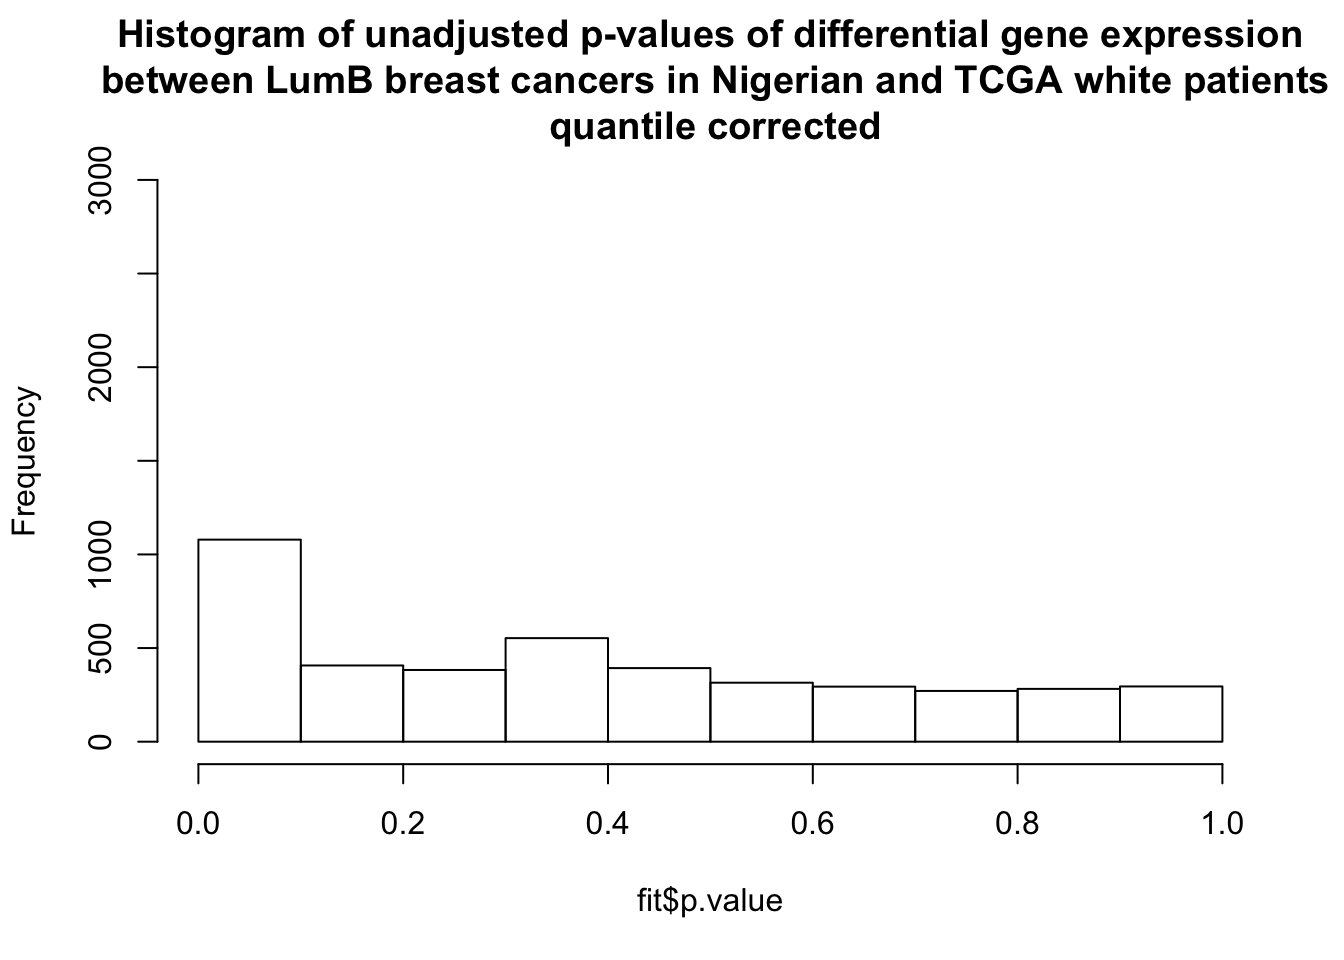 Histogram of unadjusted p-values of differential gene expression
between LumB breast cancers in Nigerian and TCGA white patients
quantile corrected
3000
2000
1000
500
0
Frequency
0.0 0.2 0.4 0.6 0.8 1.0
fit$p.value